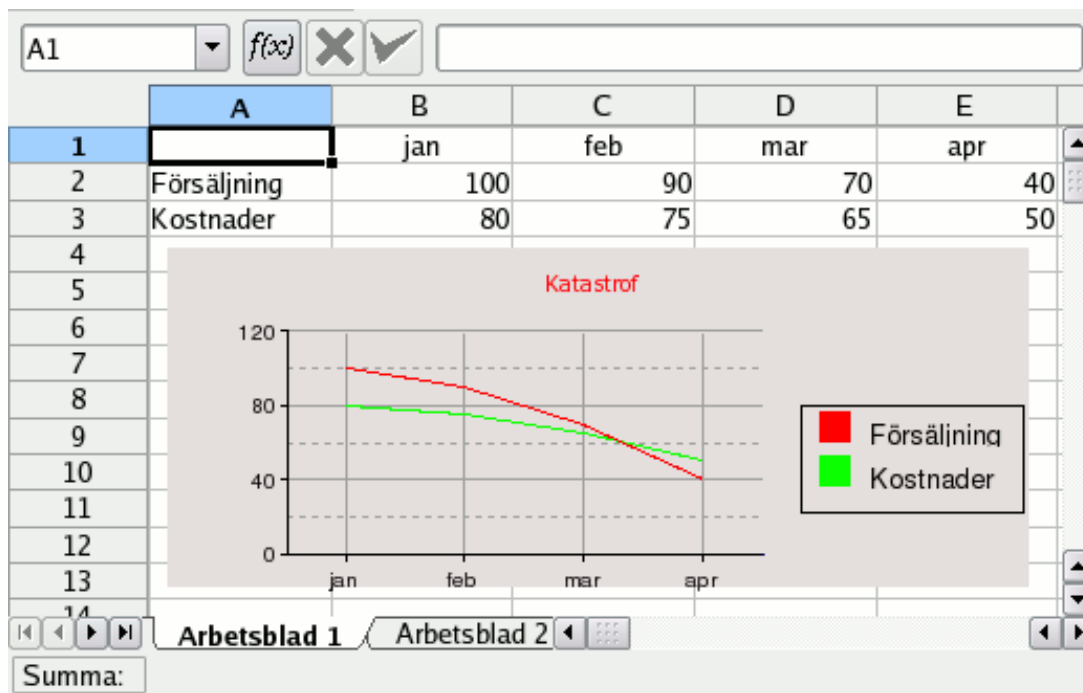 A1 f(x)
A B C D E
1 jan feb mar apr
2 Försäljning 100 90 70 40
3 Kostnader 80 75 65 50
4
5
6
7
8
9
10
11
12
13
14
Katastrof
120
80
40
0
jan feb mar apr
Försäljning
Kostnader
Arbetsblad 1 Arbetsblad 2
Summa: